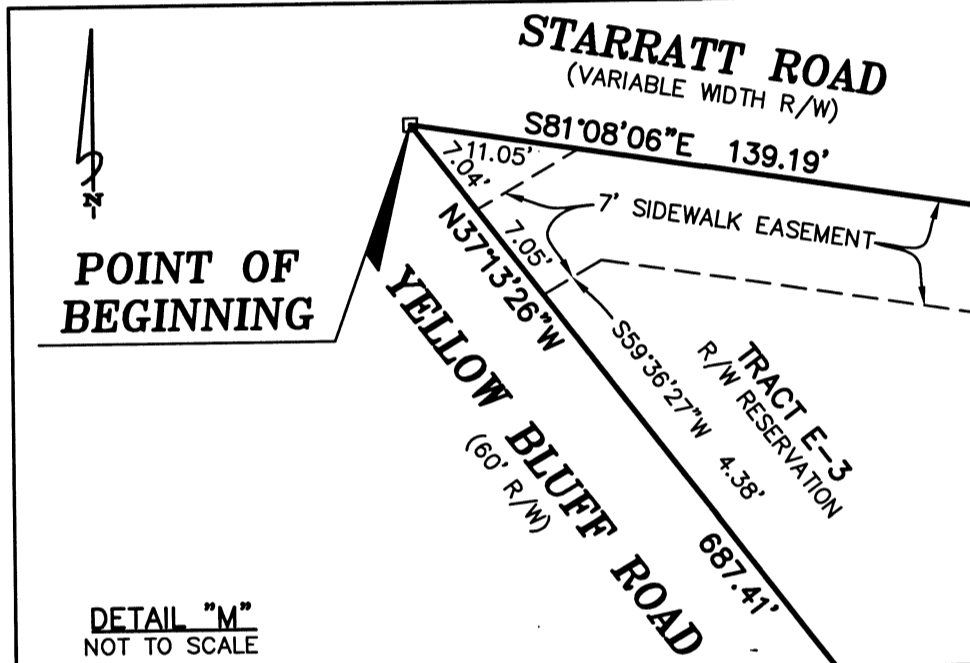 STARRATT ROAD
(VARIABLE WIDTH R/W)
S81°08'06"E 139.19'
11.05'
7.04'
7' SIDEWALK EASEMENT
7.05'
N37°13'26"W
N
POINT OF
BEGINNING
YELLOW BLUFF ROAD
(60' R/W)
S59°36'27"W 4.38'
TRACT E-3
R/W RESERVATION
687.41'
DETAIL "M"
NOT TO SCALE